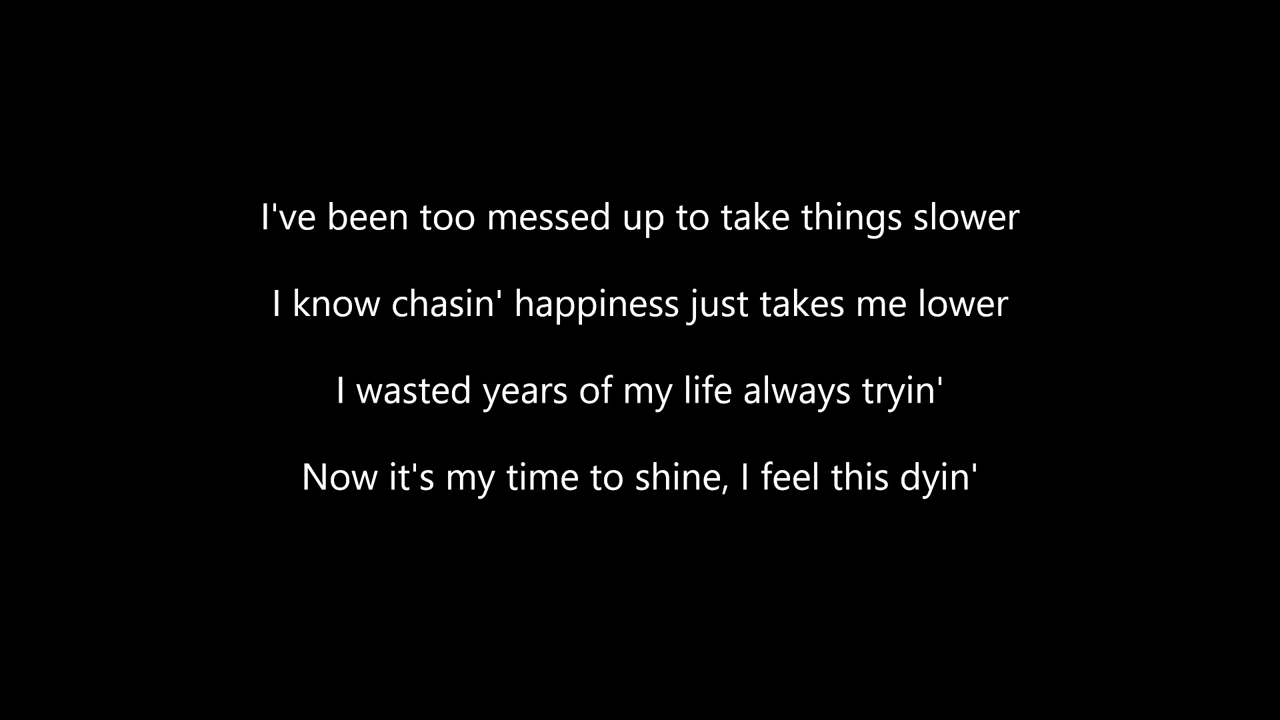 I've been too messed up to take things slower
I know chasin' happiness just takes me lower
I wasted years of my life always tryin'
Now it's my time to shine, I feel this dyin'